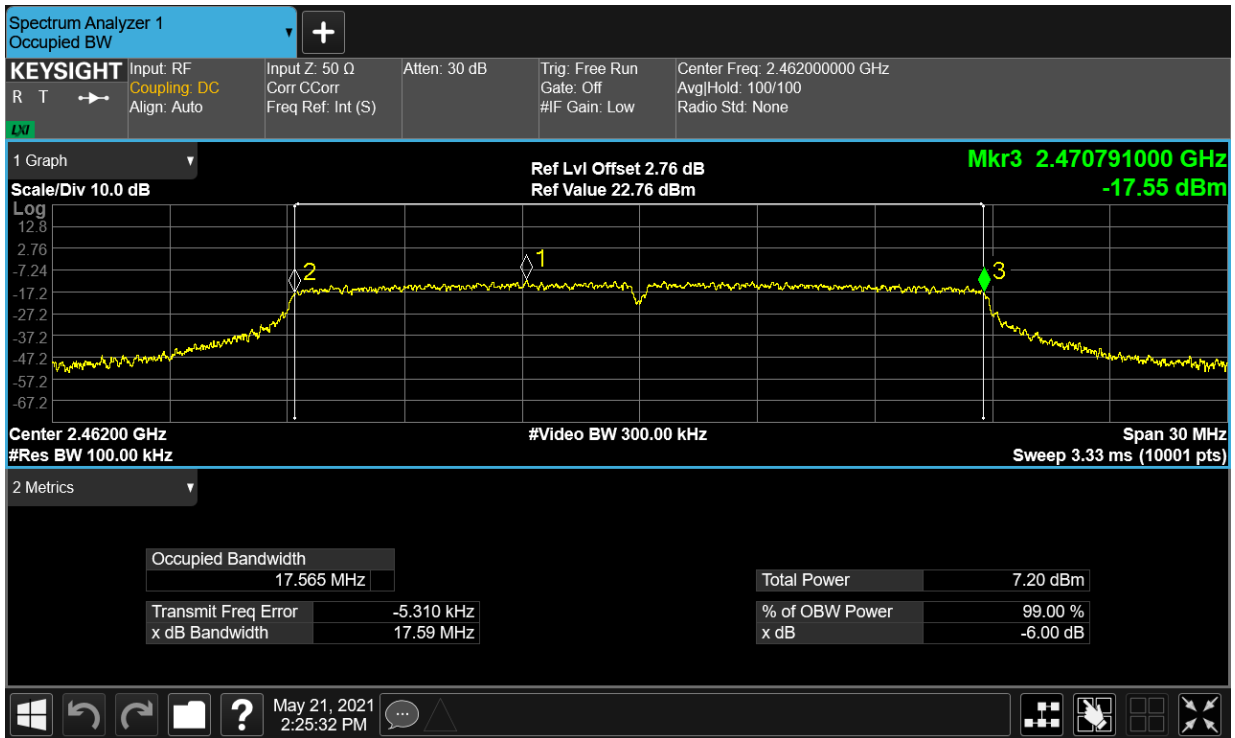 Spectrum Analyzer 1
Occupied BW
+
KEYSIGHT
R T
LXI
Input: RF
Coupling: DC
Align: Auto
Input Z: 50 Ω
Corr CCorr
Freq Ref: Int (S)
Atten: 30 dB
Trig: Free Run
Gate: Off
#IF Gain: Low
Center Freq: 2.462000000 GHz
Avg|Hold: 100/100
Radio Std: None
1 Graph
Scale/Div 10.0 dB
Ref Lvl Offset 2.76 dB
Ref Value 22.76 dBm
Mkr3 2.470791000 GHz
-17.55 dBm
Log
12.8
2.76
-7.24
-17.2
-27.2
-37.2
-47.2
-57.2
-67.2
2
1
3
Center 2.46200 GHz
#Video BW 300.00 kHz
Span 30 MHz
#Res BW 100.00 kHz
Sweep 3.33 ms (10001 pts)
2 Metrics
Occupied Bandwidth
17.565 MHz
Transmit Freq Error -5.310 kHz
x dB Bandwidth 17.59 MHz
Total Power 7.20 dBm
% of OBW Power 99.00 %
x dB -6.00 dB
?
May 21, 2021
2:25:32 PM